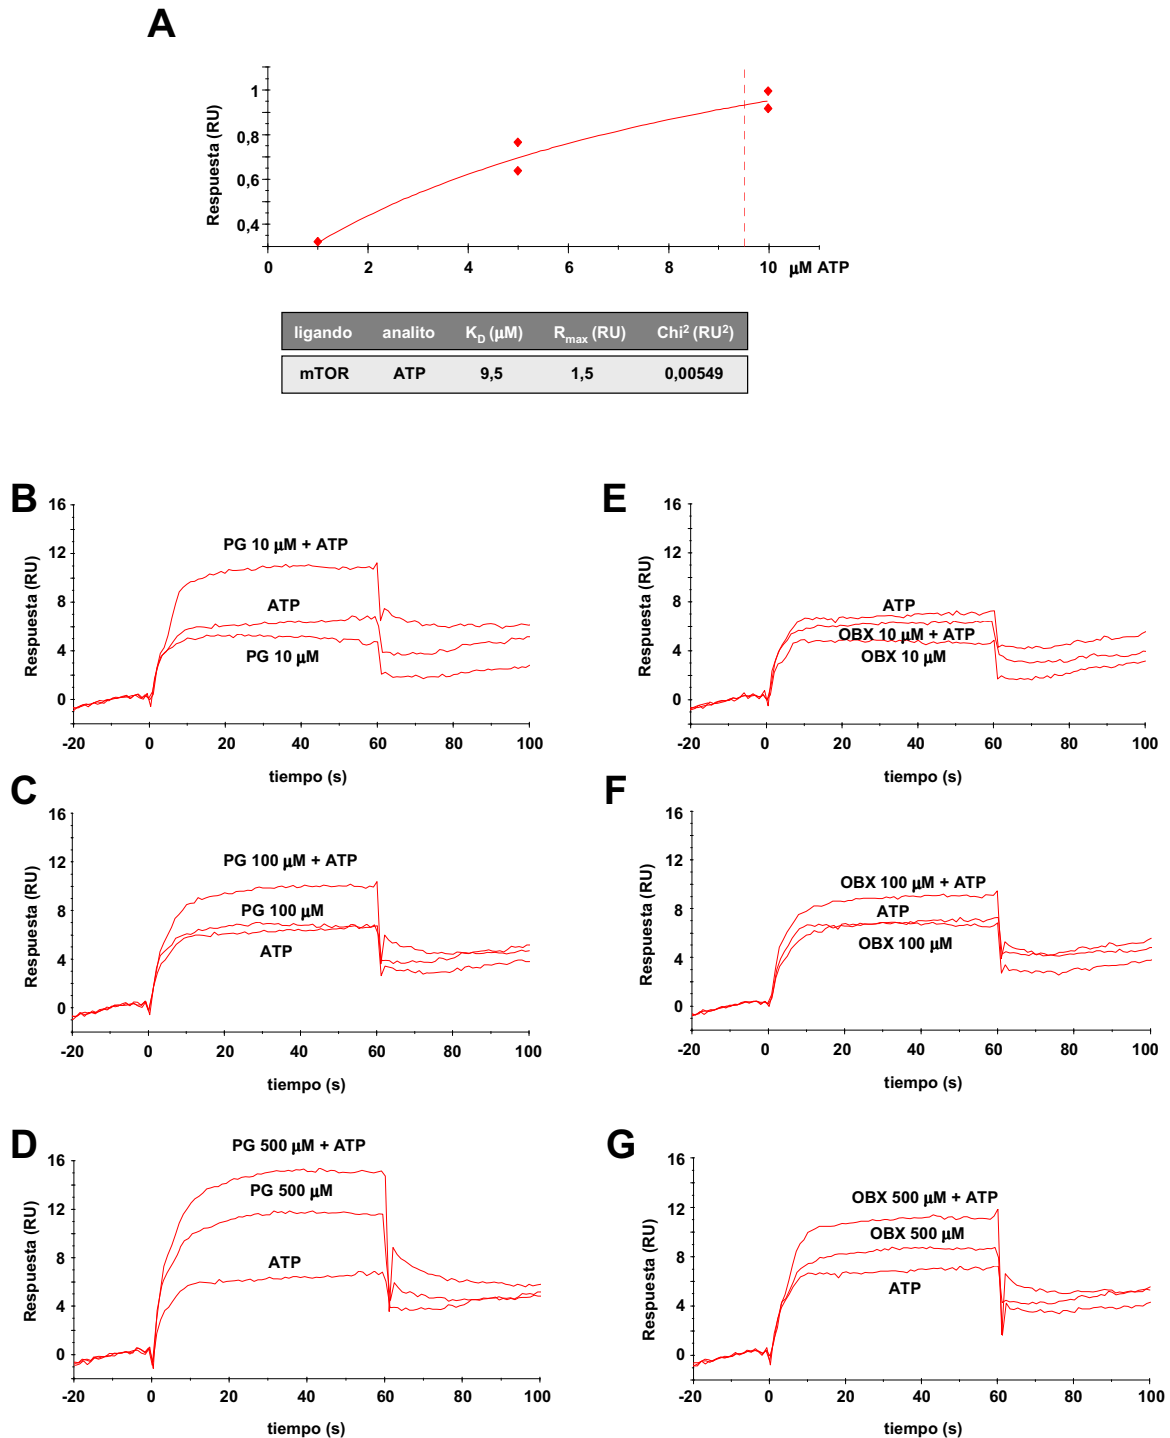 A
Respuesta (RU)
1
0,8
0,6
0,4
0 2 4 6 8 10 µM ATP
ligando analito K_D (µM) R_max (RU) Chi² (RU²)
mTOR ATP 9,5 1,5 0,00549
B
Respuesta (RU)
16
12
8
4
0
PG 10 µM + ATP
ATP
PG 10 µM
-20 0 20 40 60 80 100
tiempo (s)
E
Respuesta (RU)
16
12
8
4
0
ATP
OBX 10 µM + ATP
OBX 10 µM
-20 0 20 40 60 80 100
tiempo (s)
C
Respuesta (RU)
16
12
8
4
0
PG 100 µM + ATP
PG 100 µM
ATP
-20 0 20 40 60 80 100
tiempo (s)
F
Respuesta (RU)
16
12
8
4
0
OBX 100 µM + ATP
ATP
OBX 100 µM
-20 0 20 40 60 80 100
tiempo (s)
D
Respuesta (RU)
16
12
8
4
0
PG 500 µM + ATP
PG 500 µM
ATP
-20 0 20 40 60 80 100
tiempo (s)
G
Respuesta (RU)
16
12
8
4
0
OBX 500 µM + ATP
OBX 500 µM
ATP
-20 0 20 40 60 80 100
tiempo (s)